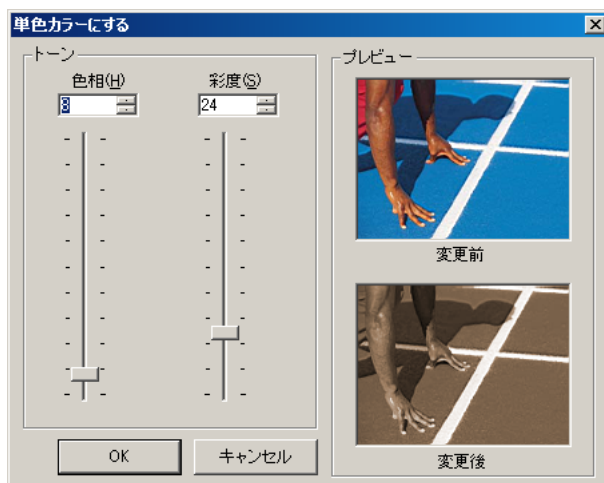 単色カラーにする
トーン
色相(H)
彩度(S)
8
24
プレビュー
変更前
変更後
OK
キャンセル